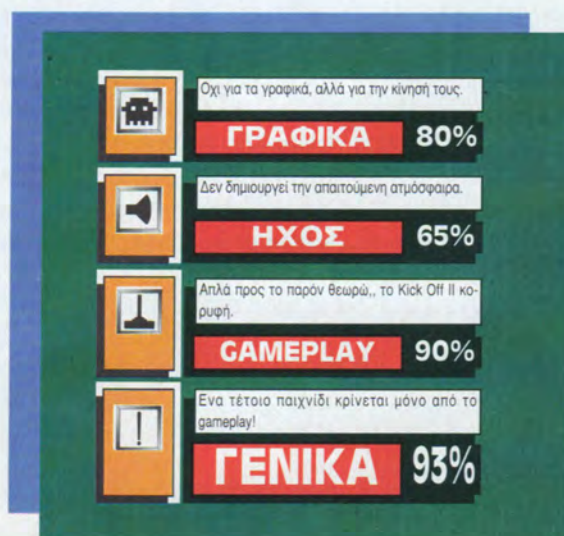 Οχι για τα γραφικά, αλλά για την κίνησή τους.
ΓΡΑΦΙΚΑ 80%
Δεν δημιουργεί την απαιτούμενη ατμόσφαιρα.
ΗΧΟΣ 65%
Απλά προς το παρόν θεωρώ,, το Kick Off II κο-
ρυφή.
GAMEPLAY 90%
Ενα τέτοιο παιχνίδι κρίνεται μόνο από το
gameplay!
ΓΕΝΙΚΑ 93%